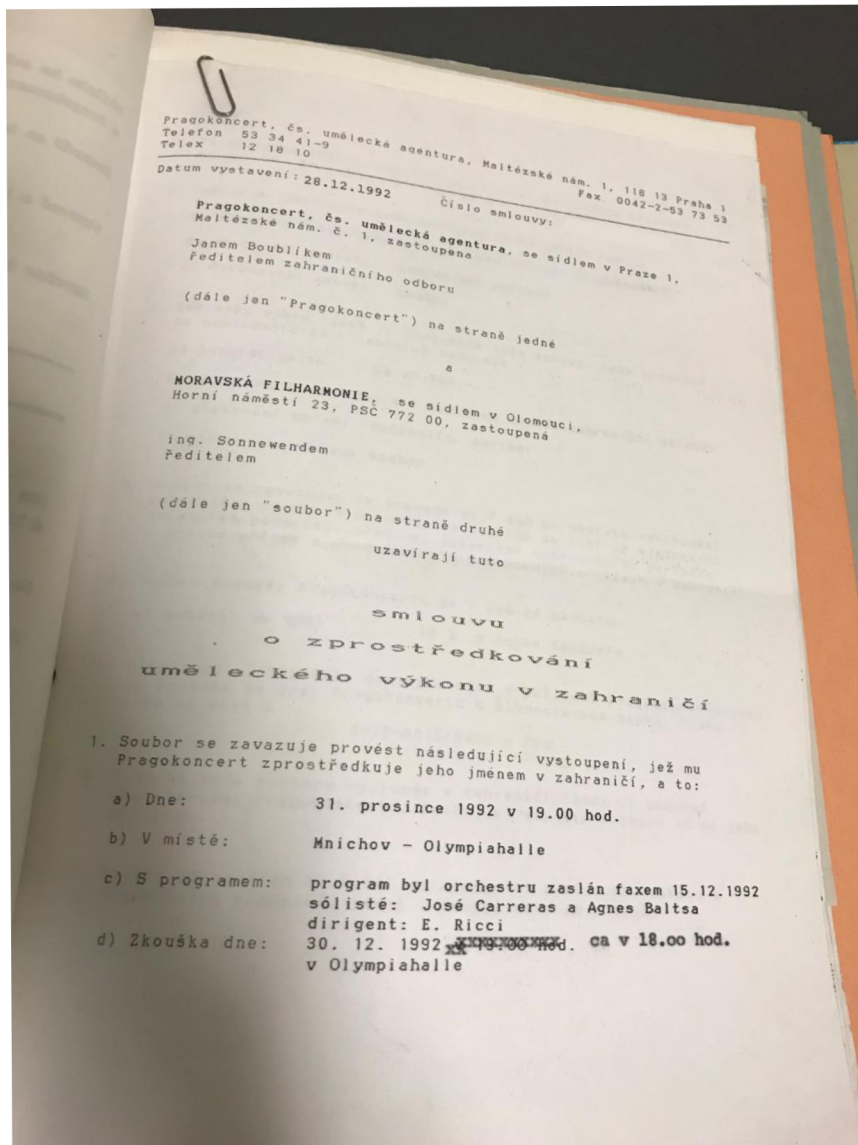 Pragokoncert, čs. umělecká agentura, Maltézské nám. 1, 118 13 Praha 1
Telefon 53 34 41-9 Fax 0042-2-53 73 53
Telex 12 18 10
Datum vystavení: 28.12.1992 Číslo smlouvy:
Pragokoncert, čs. umělecká agentura, se sídlem v Praze 1,
Maltézské nám. č. 1, zastoupena
Janem Boublíkem
ředitelem zahraničního odboru
(dále jen "Pragokoncert") na straně jedné
a
MORAVSKÁ FILHARMONIE, se sídlem v Olomouci,
Horní náměstí 23, PSČ 772 00, zastoupená
ing. Sonnewendem
ředitelem
(dále jen "soubor") na straně druhé
uzavírají tuto
smlouvu
o zprostředkování
uměleckého výkonu v zahraničí
1. Soubor se zavazuje provést následující vystoupení, jež mu
Pragokoncert zprostředkuje jeho jménem v zahraničí, a to:
a) Dne: 31. prosince 1992 v 19.00 hod.
b) V místě: Mnichov - Olympiahalle
c) S programem: program byl orchestru zaslán faxem 15.12.1992
sólisté: José Carreras a Agnes Baltsa
dirigent: E. Ricci
d) Zkouška dne: 30. 12. 1992 ca v 18.oo hod.
v Olympiahalle